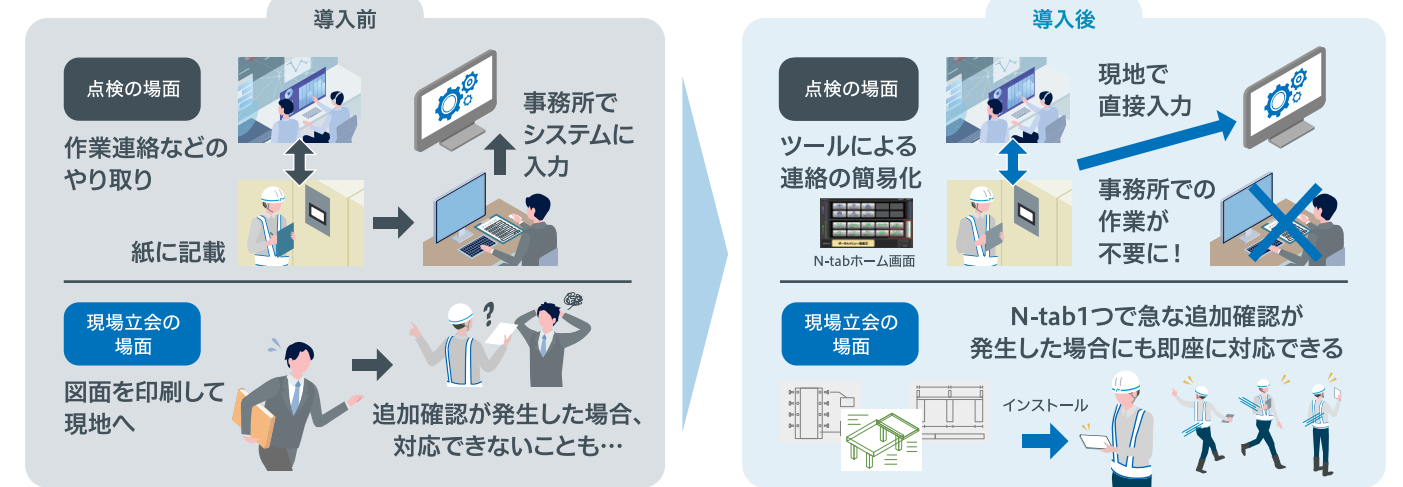 導入前
点検の場面
作業連絡などの
やり取り
紙に記載
事務所で
システムに
入力
現場立会の
場面
図面を印刷して
現地へ
?
追加確認が発生した場合、
対応できないことも…
導入後
点検の場面
ツールによる
連絡の簡易化
N-tabホーム画面
現地で
直接入力
事務所での
作業が
不要に!
現場立会の
場面
N-tab1つで急な追加確認が
発生した場合にも即座に対応できる
インストール